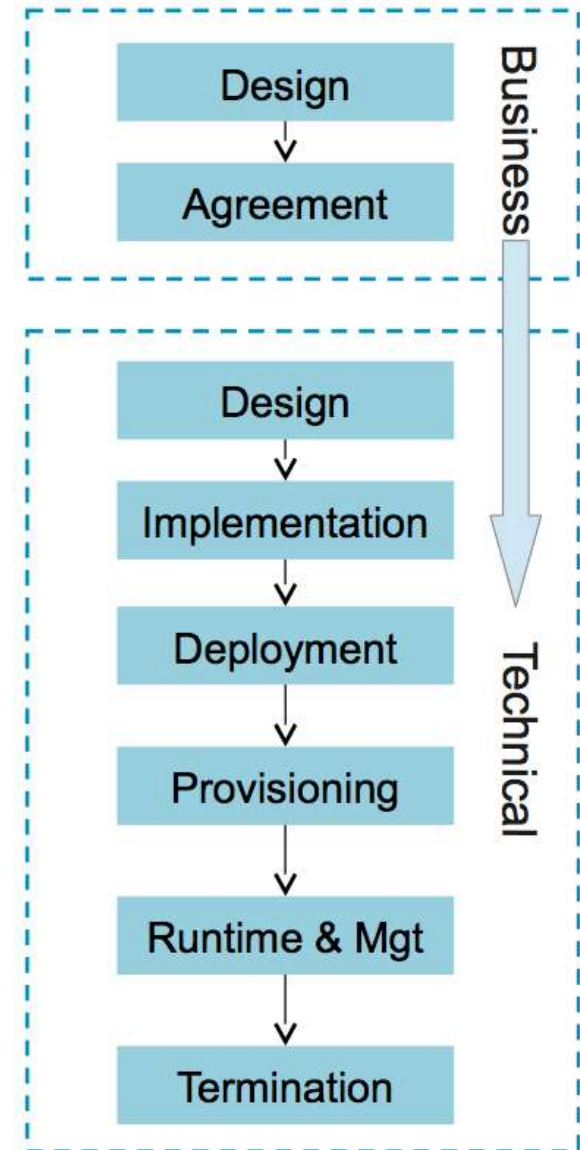 Design
Agreement
Business
Design
Implementation
Deployment
Provisioning
Runtime & Mgt
Termination
Technical